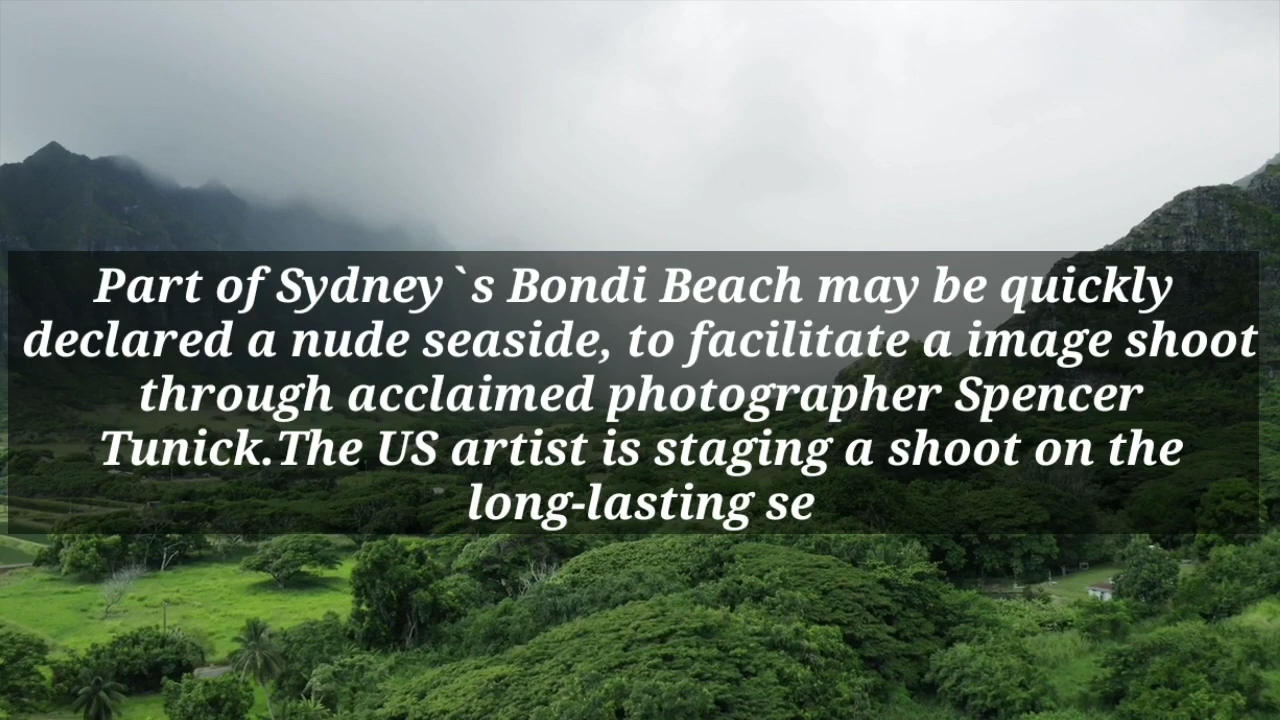 Part of Sydney`s Bondi Beach may be quickly
declared a nude seaside, to facilitate a image shoot
through acclaimed photographer Spencer
Tunick.The US artist is staging a shoot on the
long-lasting se